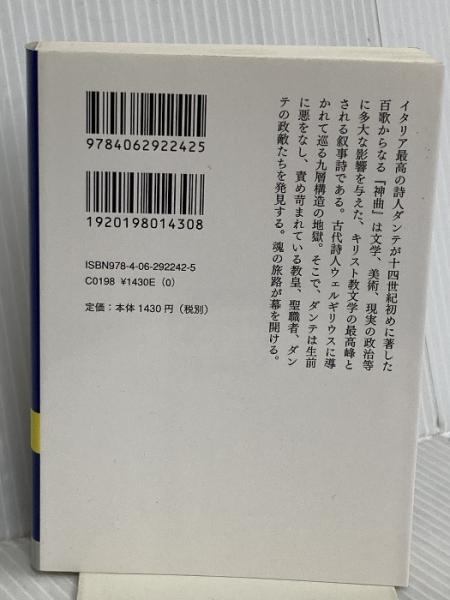 9784062922425
1920198014308
ISBN978-4-06-292242-5
C0198 ¥1430E (0)
定価：本体1430円（税別）
イタリア最高の詩人ダンテが十四世紀初めに著した
百歌からなる『神曲』は文学、美術、現実の政治等
に多大な影響を与えた、キリスト教文学の最高峰と
される叙事詩である。古代詩人ウェルギリウスに導
かれて巡る九層構造の地獄。そこで、ダンテは生前
に悪をなし、責め苛まれている教皇、聖職者、ダン
テの政敵たちを発見する。魂の旅路が幕を開ける。